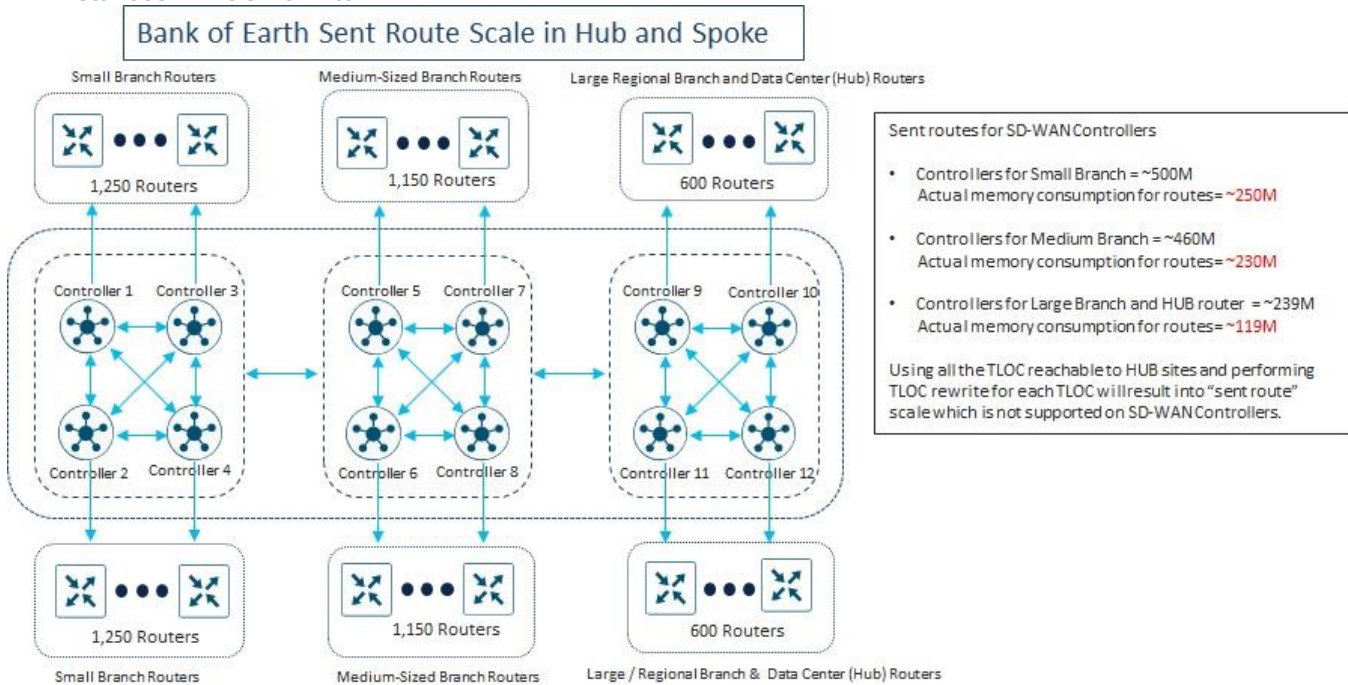 Bank of Earth Sent Route Scale in Hub and Spoke
Small Branch Routers
Medium-Sized Branch Routers
Large Regional Branch and Data Center (Hub) Routers
1,250 Routers
1,150 Routers
600 Routers
Controller 1
Controller 3
Controller 5
Controller 7
Controller 9
Controller 10
Controller 2
Controller 4
Controller 6
Controller 8
Controller 11
Controller 12
1,250 Routers
1,150 Routers
600 Routers
Small Branch Routers
Medium-Sized Branch Routers
Large / Regional Branch & Data Center (Hub) Routers
Sent routes for SD-WAN Controllers
• Controllers for Small Branch = ~500M
Actual memory consumption for routes= ~250M
• Controllers for Medium Branch = ~460M
Actual memory consumption for routes= ~230M
• Controllers for Large Branch and HUB router = ~239M
Actual memory consumption for routes= ~119M
Using all the TLOC reachable to HUB sites and performing
TLOC rewrite for each TLOC will result into "sent route"
scale which is not supported on SD-WAN Controllers.